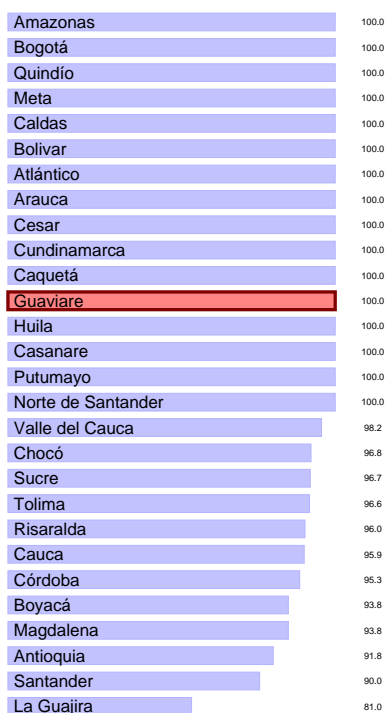 Amazonas 100.0
Bogotá 100.0
Quindío 100.0
Meta 100.0
Caldas 100.0
Bolivar 100.0
Atlántico 100.0
Arauca 100.0
Cesar 100.0
Cundinamarca 100.0
Caquetá 100.0
Guaviare 100.0
Huila 100.0
Casanare 100.0
Putumayo 100.0
Norte de Santander 100.0
Valle del Cauca 98.2
Chocó 96.8
Sucre 96.7
Tolima 96.6
Risaralda 96.0
Cauca 95.9
Córdoba 95.3
Boyacá 93.8
Magdalena 93.8
Antioquia 91.8
Santander 90.0
La Guajira 81.0